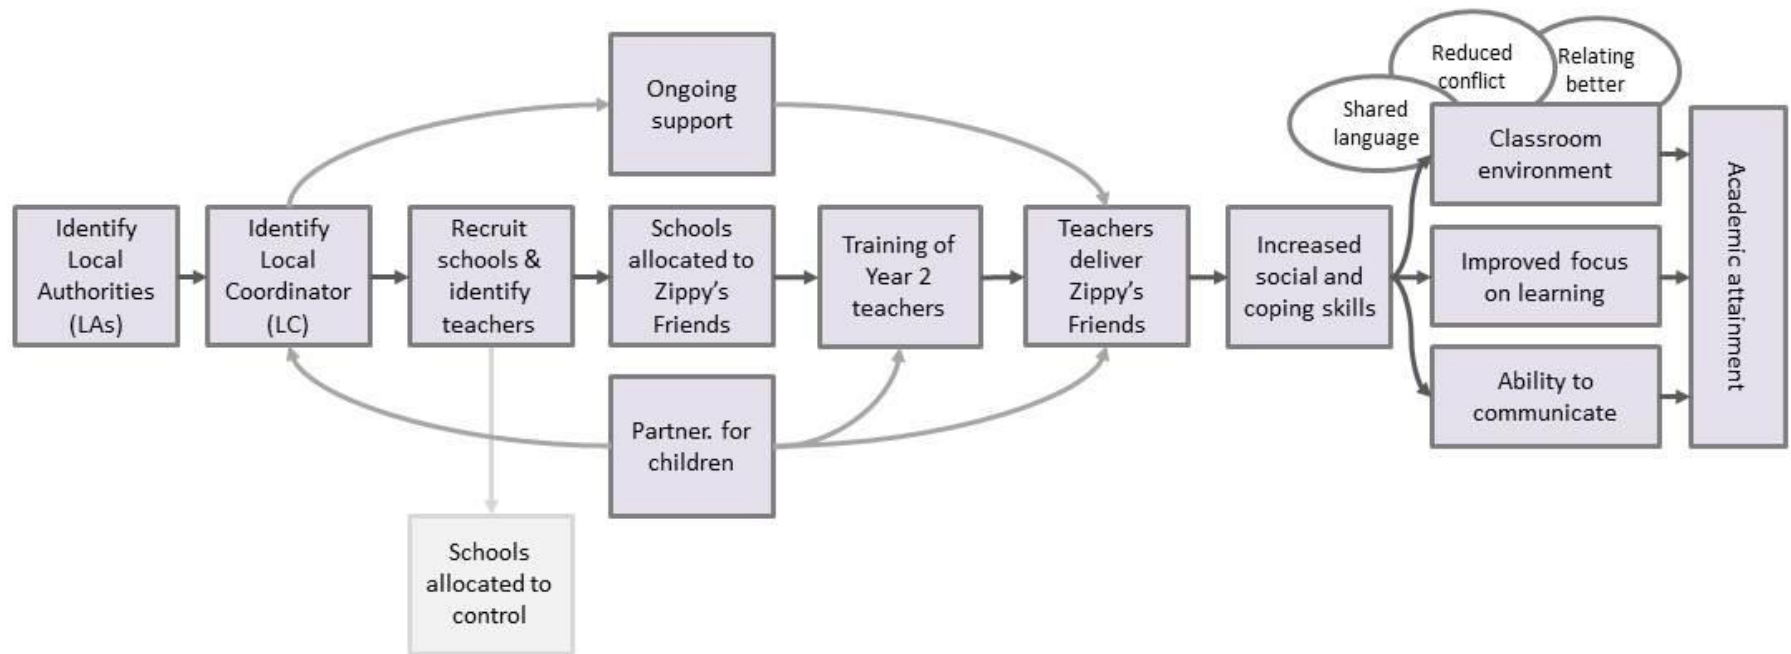 Reduced
conflict
Relating
better
Shared
language
Ongoing
support
Classroom
environment
Identify
Local
Authorities
(LAs)
Identify
Local
Coordinator
(LC)
Recruit
schools &
identify
teachers
Schools
allocated to
Zippy's
Friends
Training of
Year 2
teachers
Teachers
deliver
Zippy's
Friends
Increased
social and
coping skills
Improved focus
on learning
Academic attainment
Ability to
communicate
Partner. for
children
Schools
allocated to
control